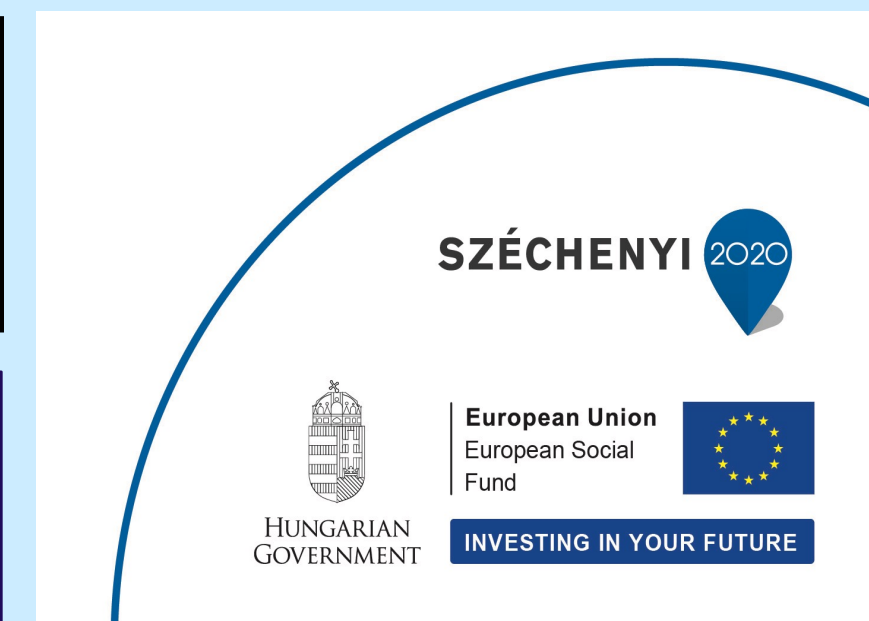 SZÉCHENYI 2020
European Union
European Social
Fund
HUNGARIAN
GOVERNMENT
INVESTING IN YOUR FUTURE